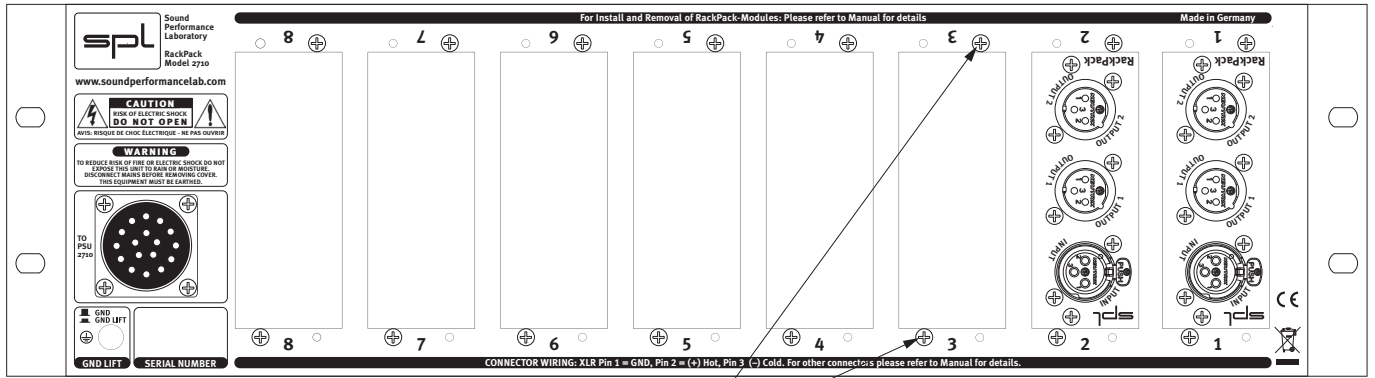 For Install and Removal of RackPack-Modules: Please refer to Manual for details
Made in Germany
spl
Sound
Performance
Laboratory
RackPack
Model 2710
www.soundperformancelab.com
CAUTION
RISK OF ELECTRIC SHOCK
DO NOT OPEN
AVIS: RISQUE DE CHOC ÉLECTRIQUE - NE PAS OUVRIR
WARNING
TO REDUCE RISK OF FIRE OR ELECTRIC SHOCK DO NOT
EXPOSE THIS UNIT TO RAIN OR MOISTURE.
DISCONNECT MAINS BEFORE REMOVING COVER.
THIS EQUIPMENT MUST BE EARTHED.
TO
PSU
2710
GND
GND LIFT
GND LIFT
SERIAL NUMBER
8 7 6 5 4 3 2 1
RackPack
OUTPUT 2
OUTPUT 2
OUTPUT 1
OUTPUT 1
INPUT
PUSH
INPUT
spl
RackPack
OUTPUT 2
OUTPUT 2
OUTPUT 1
OUTPUT 1
INPUT
PUSH
INPUT
spl
CE
8 7 6 5 4 3 2 1
CONNECTOR WIRING: XLR Pin 1 = GND, Pin 2 = (+) Hot, Pin 3 (–) Cold. For other connectors please refer to Manual for details.